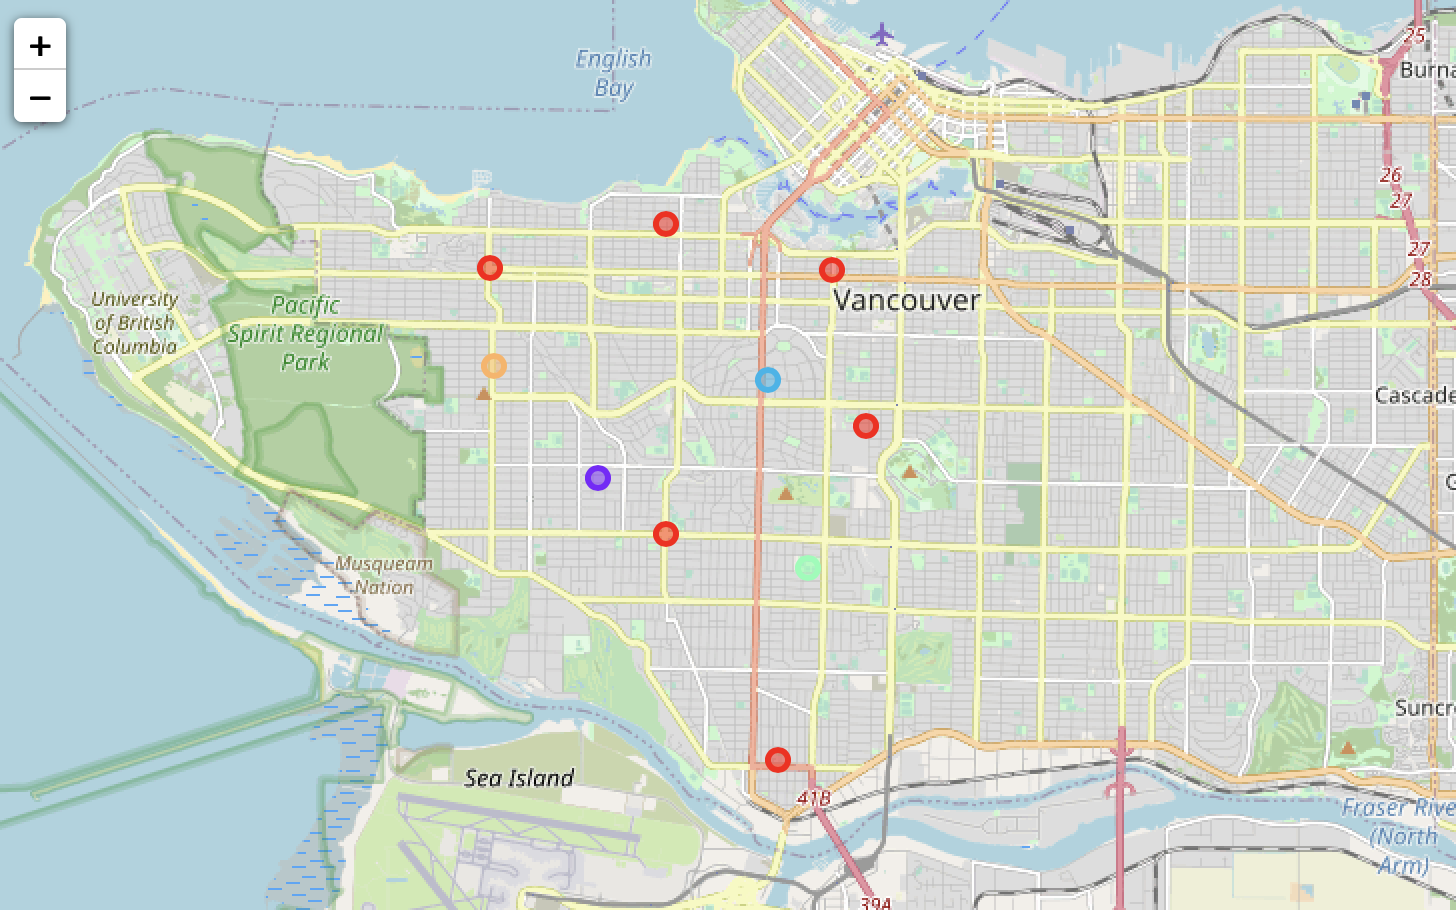 +
−
English
Bay
25
Burna
26
27
27
28
University
of British
Columbia
Pacific
Spirit Regional
Park
Vancouver
Cascade
G
Musqueam
Nation
Suncr
Sea Island
41B
Fraser Rive
(North
Arm)
39A